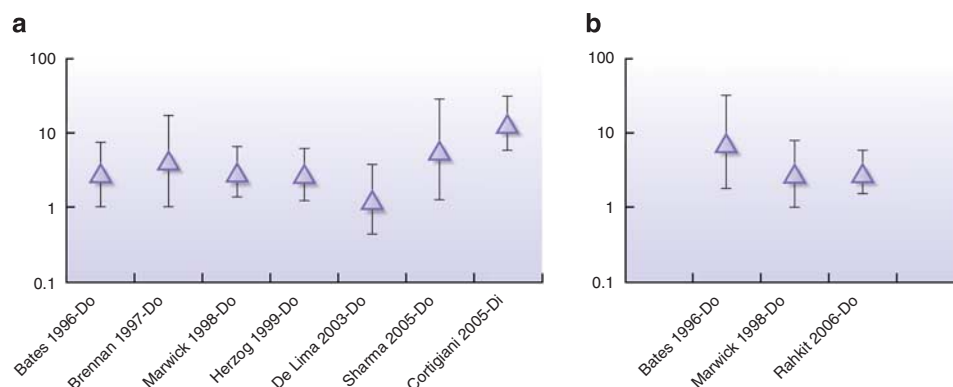 a
100
10
1
0.1
Bates 1996-Do
Brennan 1997-Do
Marwick 1998-Do
Herzog 1999-Do
De Lima 2003-Do
Sharma 2005-Do
Cortigiani 2005-Di
b
100
10
1
0.1
Bates 1996-Do
Marwick 1998-Do
Rahkit 2006-Do